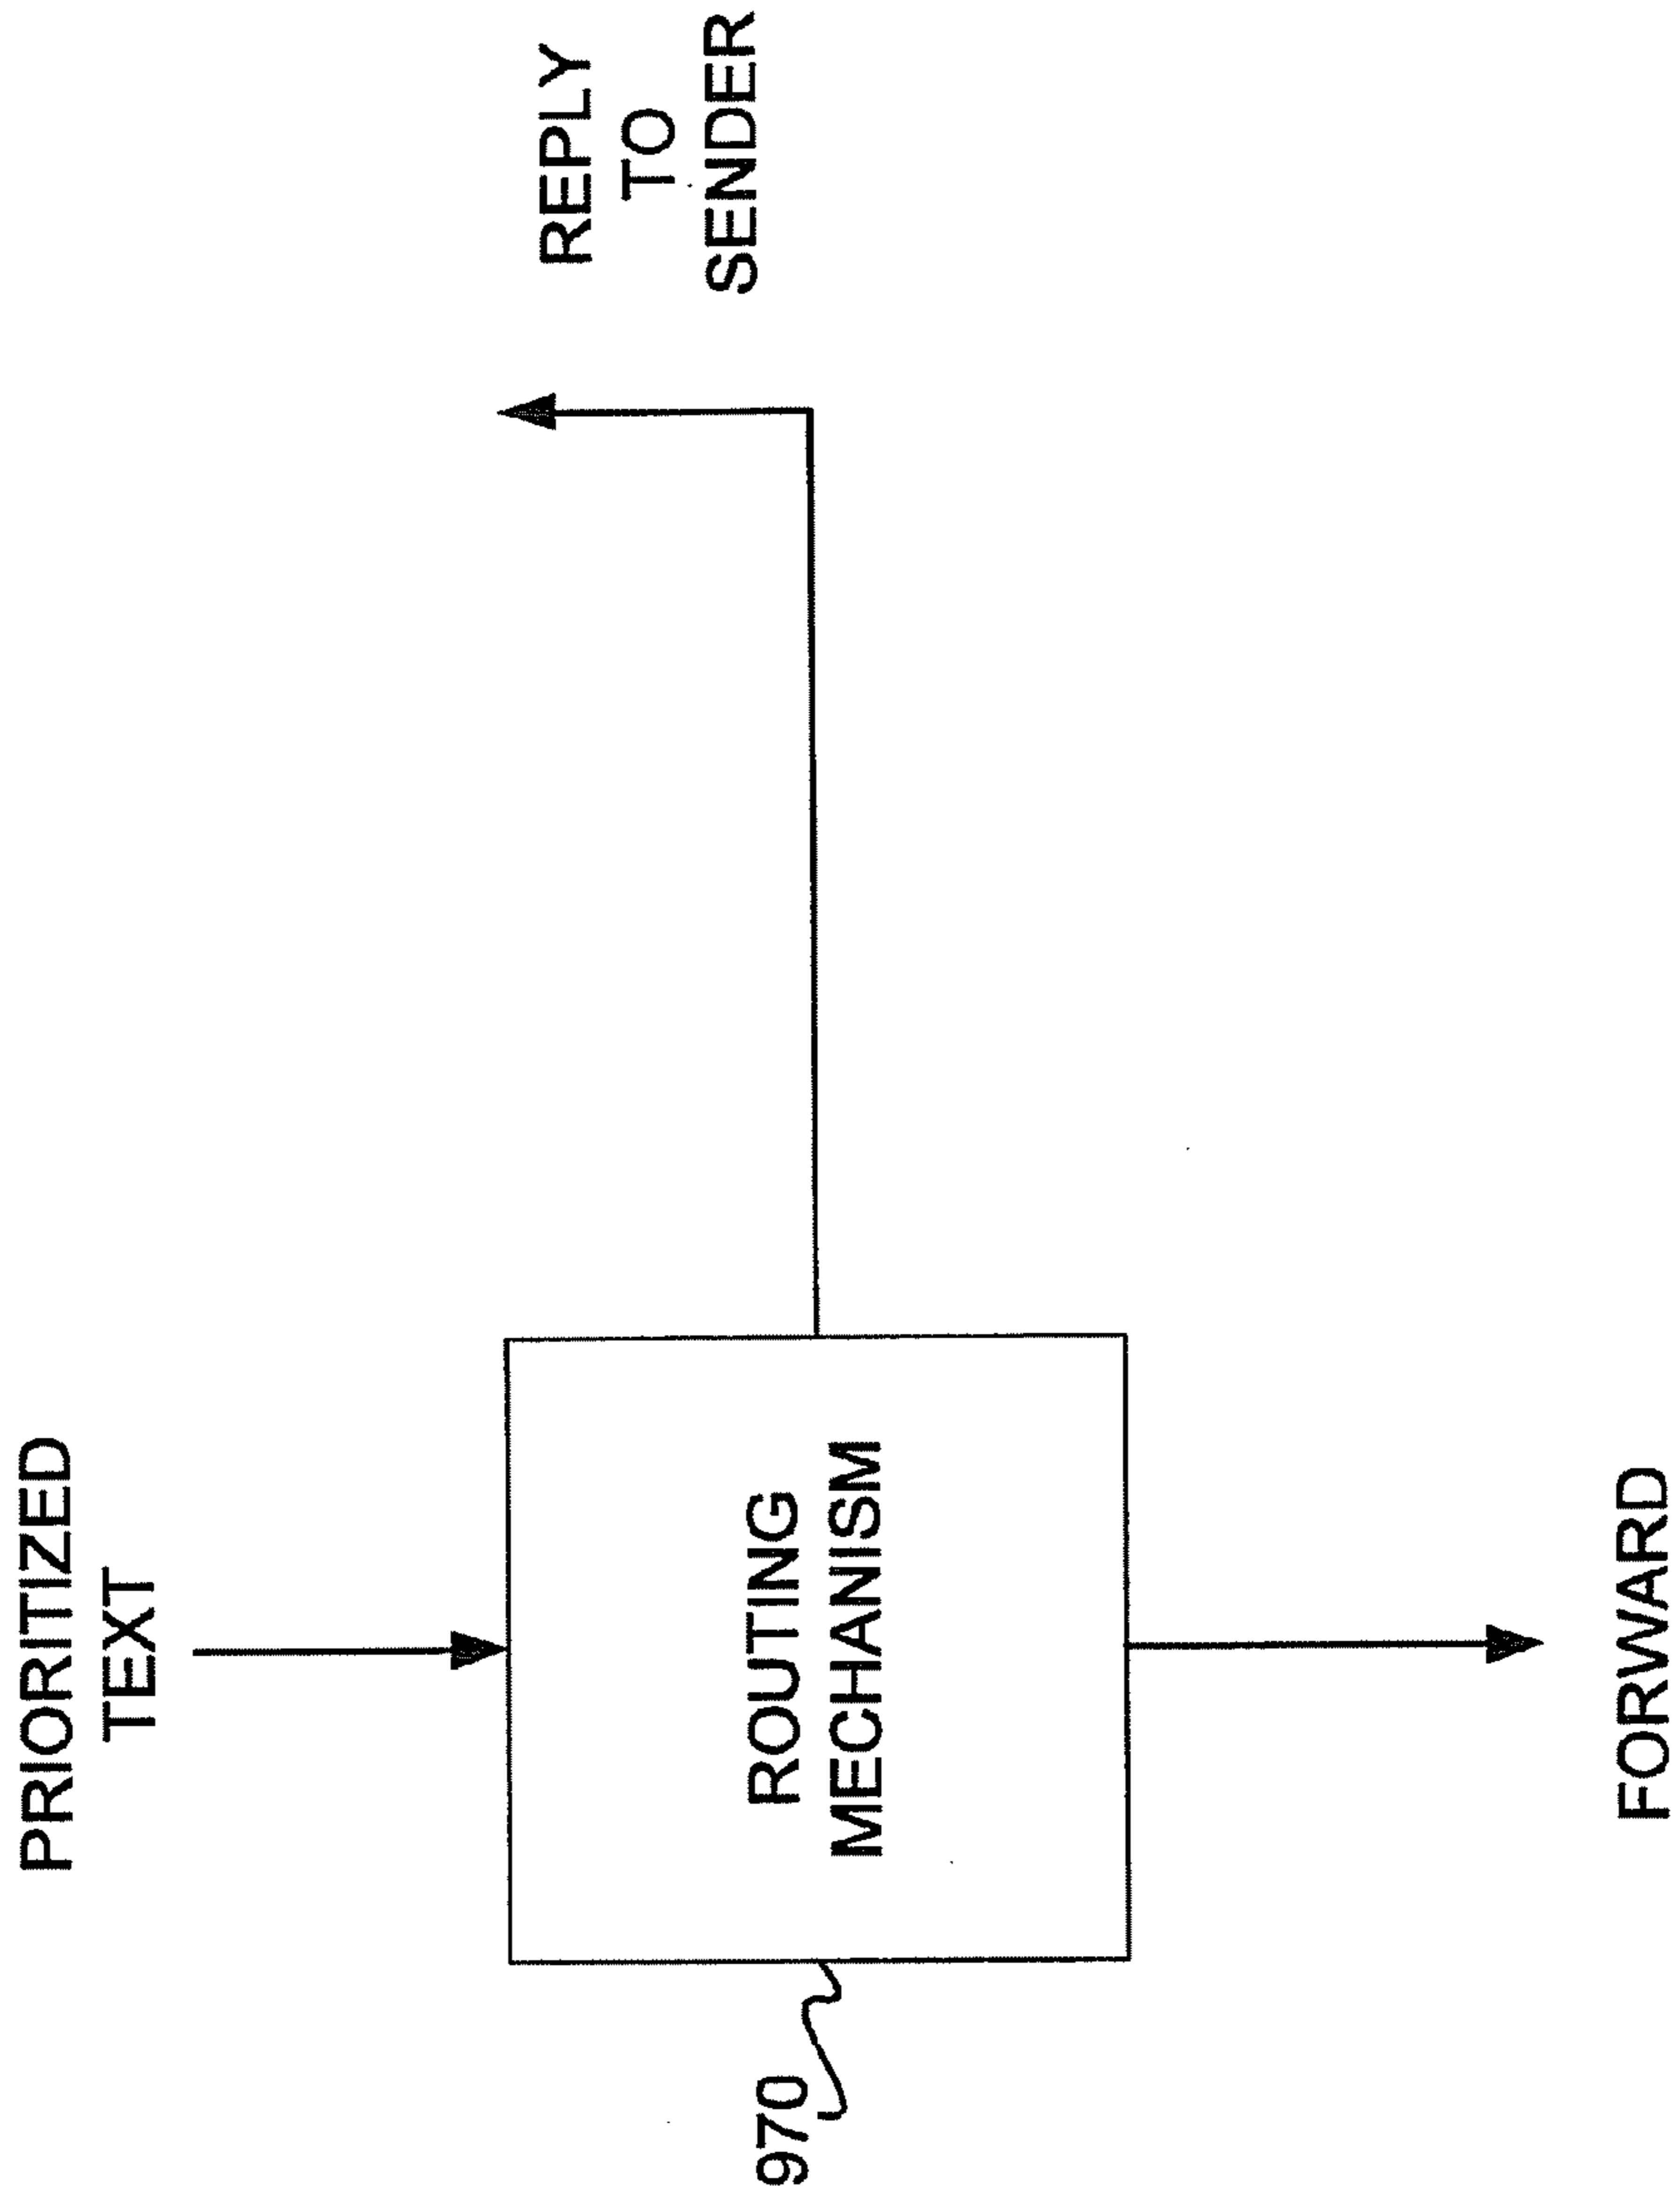 PRIORITIZED
TEXT
REPLY
TO
SENDER
970
ROUTING
MECHANISM
FORWARD